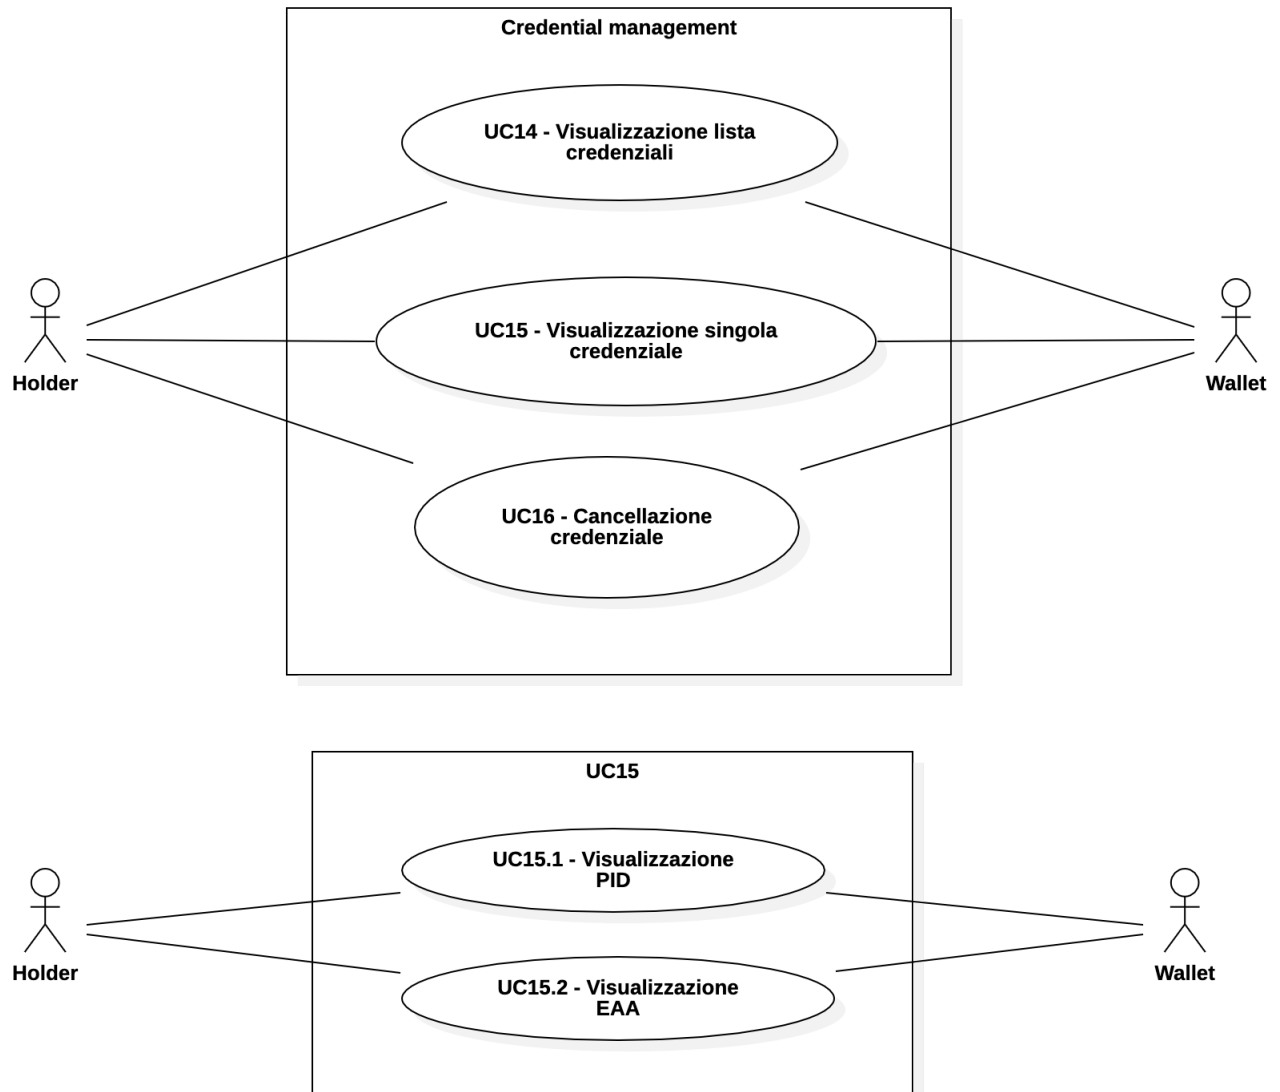 Credential management
UC14 - Visualizzazione lista
credenziali
UC15 - Visualizzazione singola
credenziale
Holder
Wallet
UC16 - Cancellazione
credenziale
UC15
UC15.1 - Visualizzazione
PID
Holder
Wallet
UC15.2 - Visualizzazione
EAA